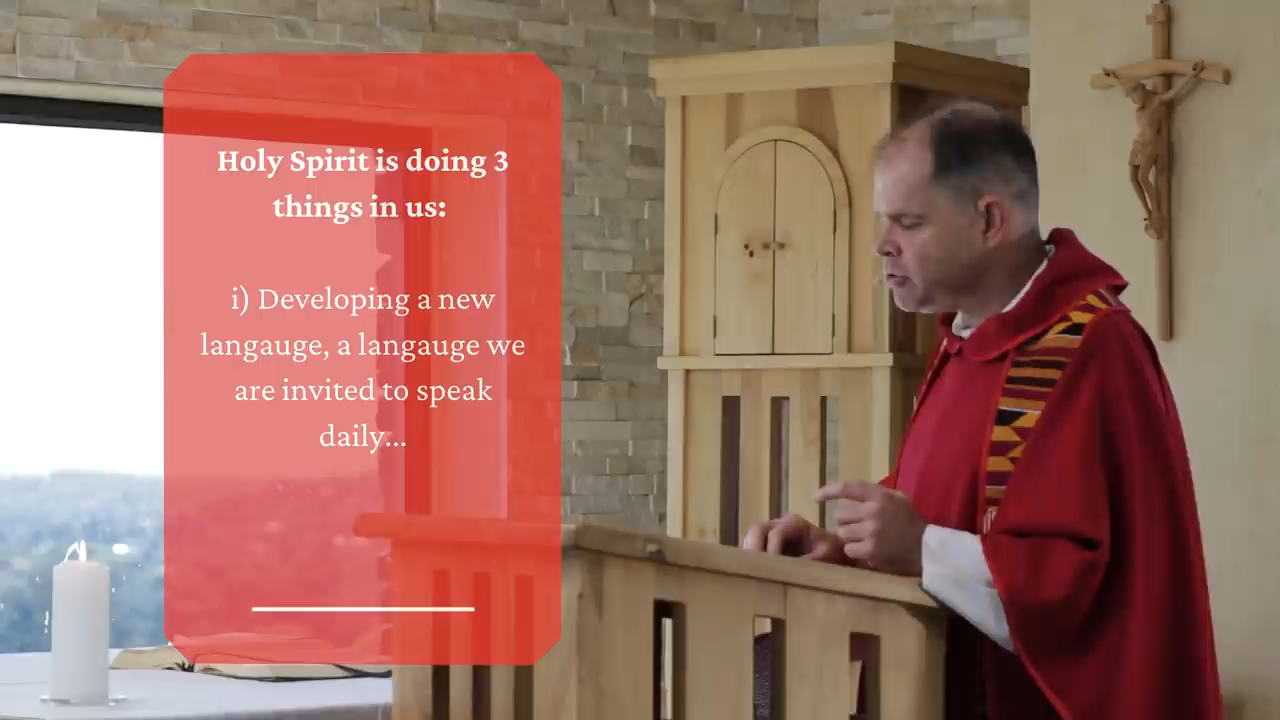 Holy Spirit is doing 3
things in us:
i) Developing a new
langauge, a langauge we
are invited to speak
daily...